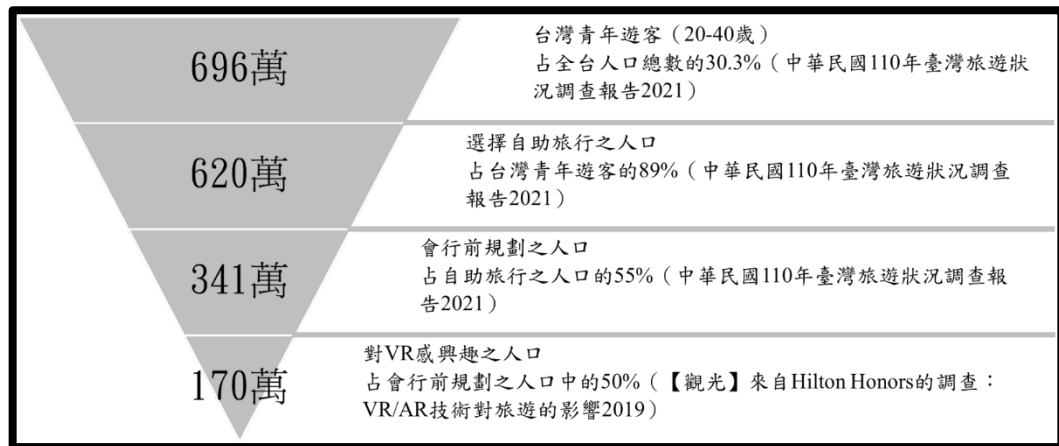 696萬
台灣青年遊客（20-40歲）
占全台人口總數的30.3%（中華民國110年臺灣旅遊狀
況調查報告2021）
620萬
選擇自助旅行之人口
占台灣青年遊客的89%（中華民國110年臺灣旅遊狀況調查
報告2021）
341萬
會行前規劃之人口
占自助旅行之人口的55%（中華民國110年臺灣旅遊狀況調查報
告2021）
170萬
對VR感興趣之人口
占會行前規劃之人口中的50%（【觀光】來自Hilton Honors的調查：
VR/AR技術對旅遊的影響2019）